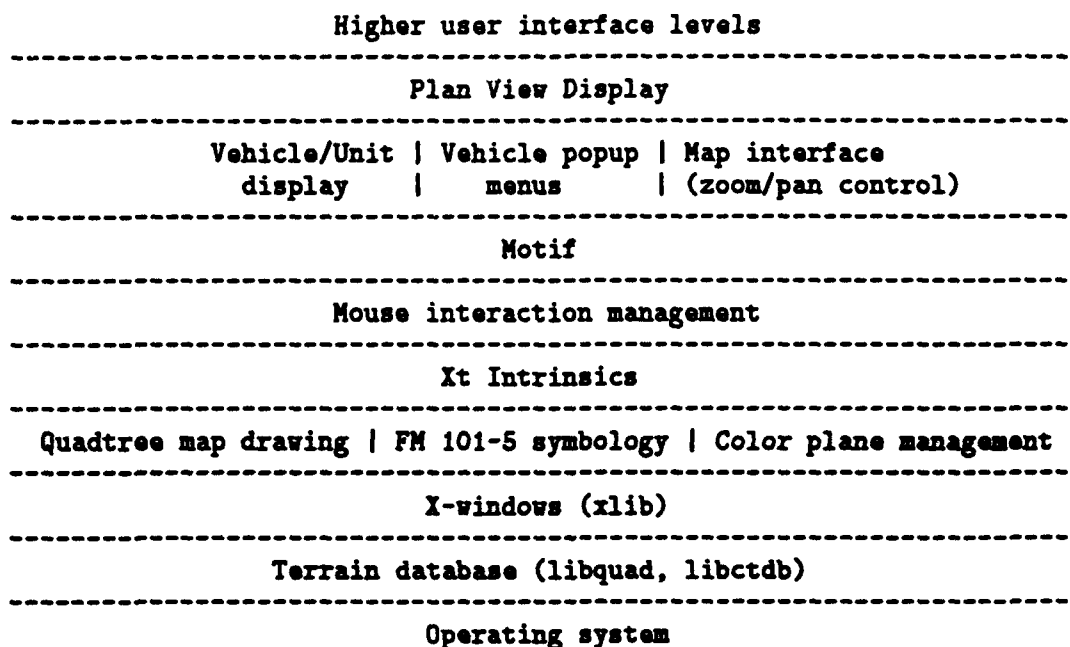 Higher user interface levels
Plan View Display
Vehicle/Unit | Vehicle popup | Map interface
display | menus | (zoom/pan control)
Motif
Mouse interaction management
Xt Intrinsics
Quadtree map drawing | FM 101-5 symbology | Color plane management
X-windows (xlib)
Terrain database (libquad, libctdb)
Operating system